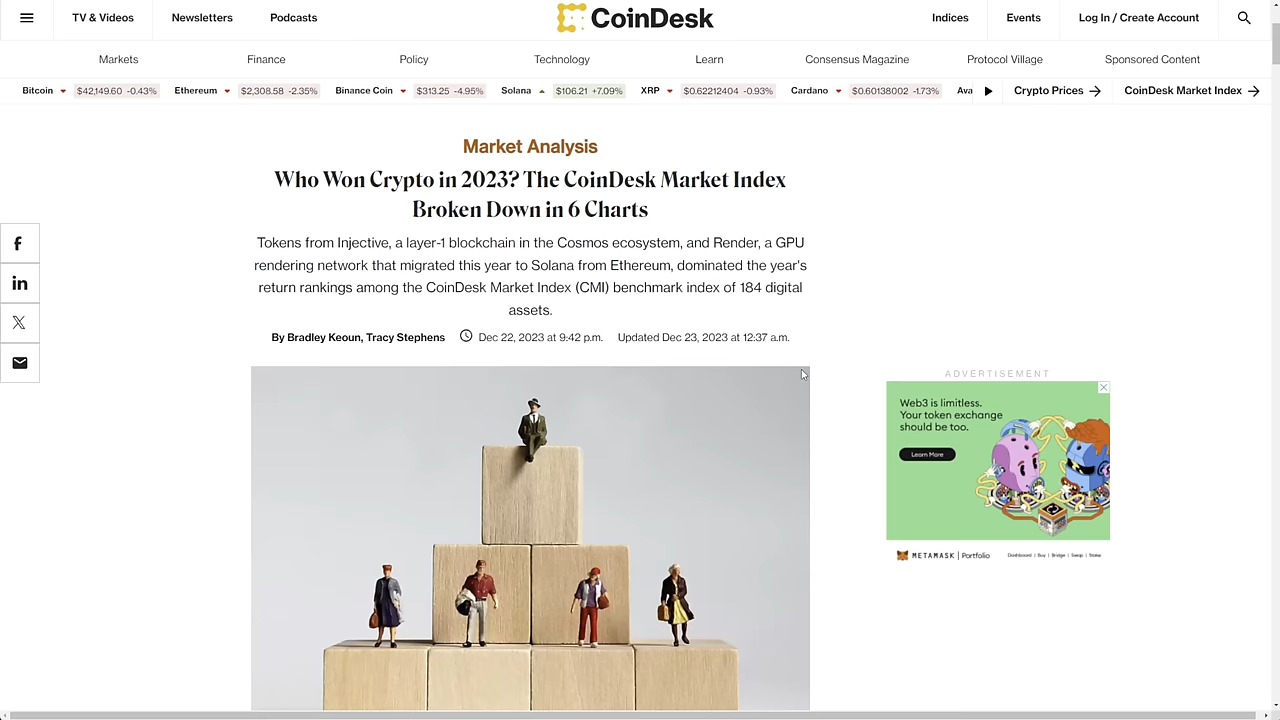 TV & Videos
Newsletters
Podcasts
CoinDesk
Indices
Events
Log In / Create Account
Markets
Finance
Policy
Technology
Learn
Consensus Magazine
Protocol Village
Sponsored Content
Bitcoin $42,149.60 -0.43% Ethereum $2,308.58 -2.35% Binance Coin $313.25 -4.95% Solana $106.21 +7.09% XRP $0.62212404 -0.93% Cardano $0.60138002 -1.73% Ava
Crypto Prices
CoinDesk Market Index
Market Analysis
Who Won Crypto in 2023? The CoinDesk Market Index
Broken Down in 6 Charts
Tokens from Injective, a layer-1 blockchain in the Cosmos ecosystem, and Render, a GPU
rendering network that migrated this year to Solana from Ethereum, dominated the year's
return rankings among the CoinDesk Market Index (CMI) benchmark index of 184 digital
assets.
By Bradley Keoun, Tracy Stephens Dec 22, 2023 at 9:42 p.m. Updated Dec 23, 2023 at 12:37 a.m.
ADVERTISEMENT
Web3 is limitless.
Your token exchange
should be too.
Learn More
METAMASK | Portfolio
Dashboard | Buy | Bridge | Swap | Stake